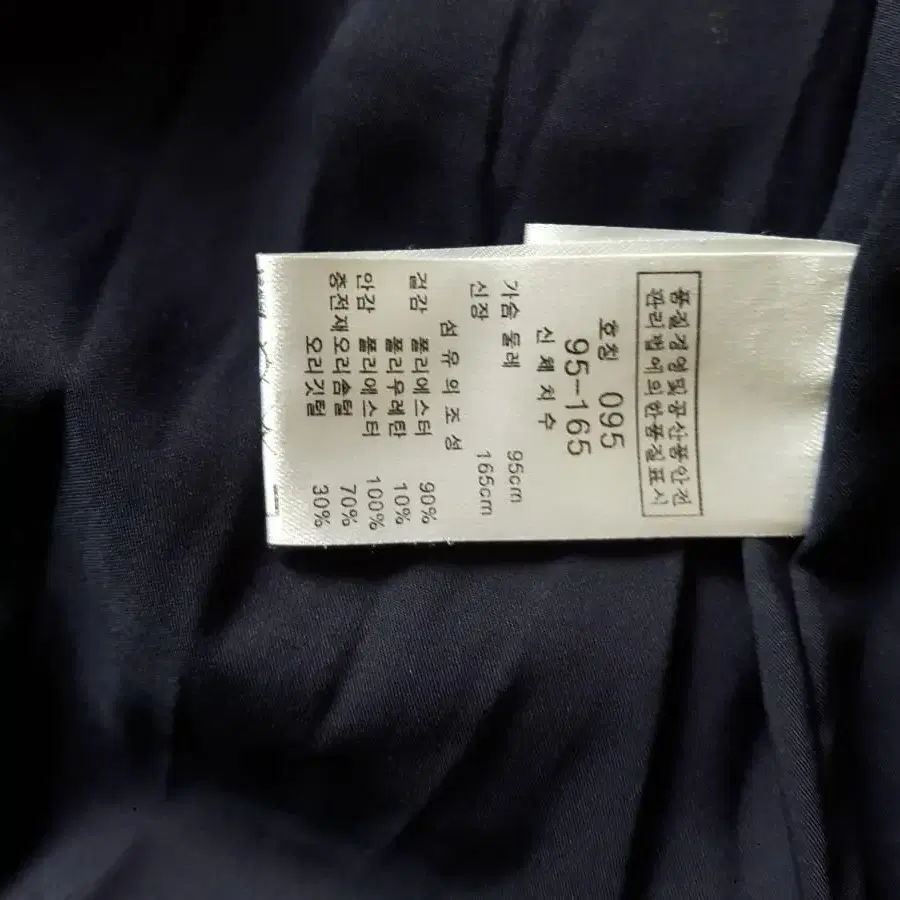 품질경영및공산품안전
관리법에의한품질표시
호칭 095
95-165
신체치수
가슴둘레 95cm
신장 165cm
섬유의조성
겉감 폴리에스터 90%
폴리우레탄 10%
안감 폴리에스터 100%
충전재 오리솜털 70%
오리깃털 30%